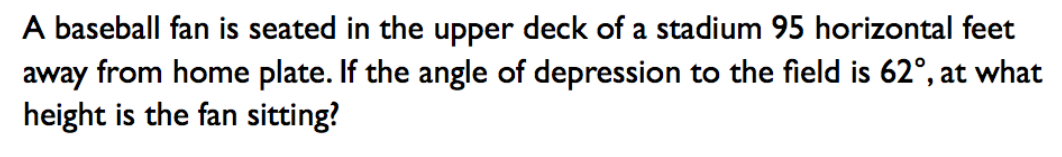 A baseball fan is seated in the upper deck of a stadium 95 horizontal feet
away from home plate. If the angle of depression to the field is 62°, at what
height is the fan sitting?